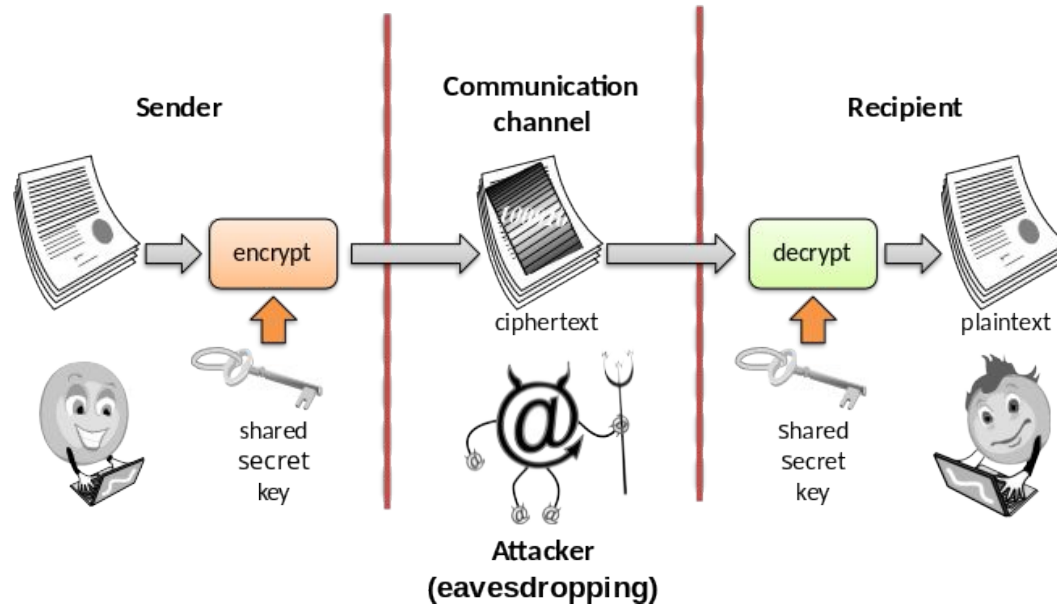 Sender
Communication
channel
Recipient
encrypt
decrypt
ciphertext
plaintext
shared
secret
key
@
@
@
@
@
shared
secret
key
Attacker
(eavesdropping)